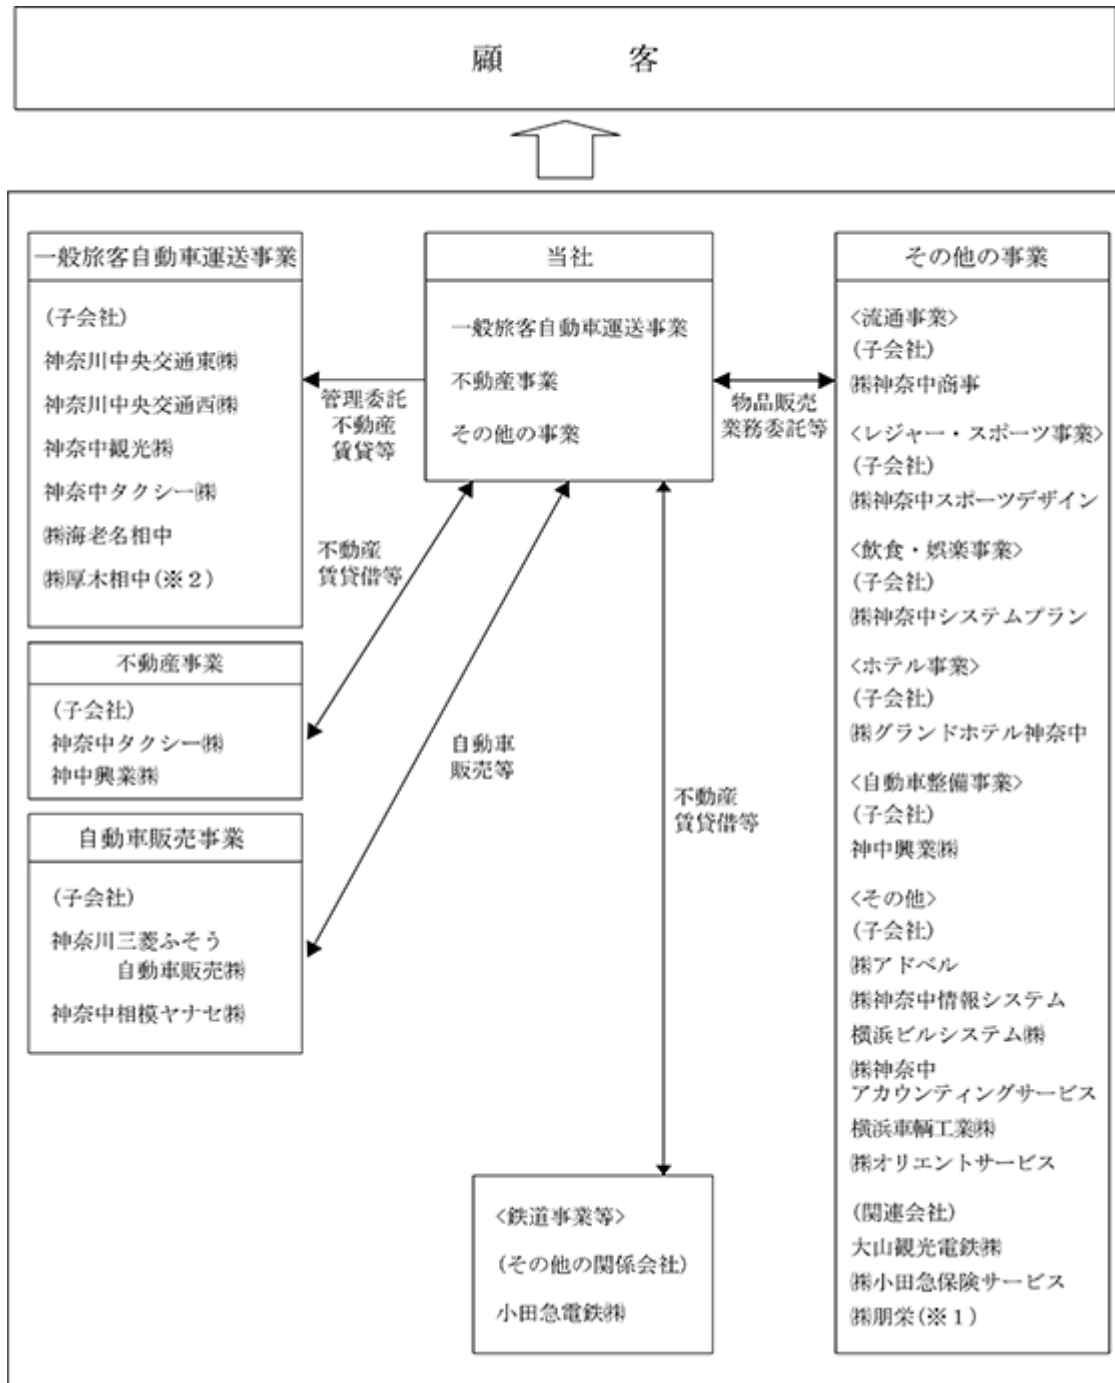 顧客
一般旅客自動車運送事業
(子会社)
神奈川中央交通東㈱
神奈川中央交通西㈱
神奈中観光㈱
神奈中タクシー㈱
㈱海老名相中
㈱厚木相中(※2)
不動産事業
(子会社)
神奈中タクシー㈱
神中興業㈱
自動車販売事業
(子会社)
神奈川三菱ふそう
自動車販売㈱
神奈中相模ヤナセ㈱
管理委託
不動産
賃貸等
不動産
賃貸借等
自動車
販売等
当社
一般旅客自動車運送事業
不動産事業
その他の事業
物品販売
業務委託等
不動産
賃貸借等
<鉄道事業等>
(その他の関係会社)
小田急電鉄㈱
その他の事業
<流通事業>
(子会社)
㈱神奈中商事
<レジャー・スポーツ事業>
(子会社)
㈱神奈中スポーツデザイン
<飲食・娯楽事業>
(子会社)
㈱神奈中システムプラン
<ホテル事業>
(子会社)
㈱グランドホテル神奈中
<自動車整備事業>
(子会社)
神中興業㈱
<その他>
(子会社)
㈱アドベル
㈱神奈中情報システム
横浜ビルシステム㈱
㈱神奈中
アカウンティングサービス
横浜車輌工業㈱
㈱オリエントサービス
(関連会社)
大山観光電鉄㈱
㈱小田急保険サービス
㈱朋栄(※1)